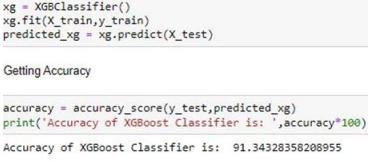 xg = XGBClassifier()
xg.fit(X_train,y_train)
predicted_xg = xg.predict(X_test)
Getting Accuracy
accuracy = accuracy_score(y_test,predicted_xg)
print('Accuracy of XGBoost Classifier is: ',accuracy*100)
Accuracy of XGBoost Classifier is:  91.34328358208955